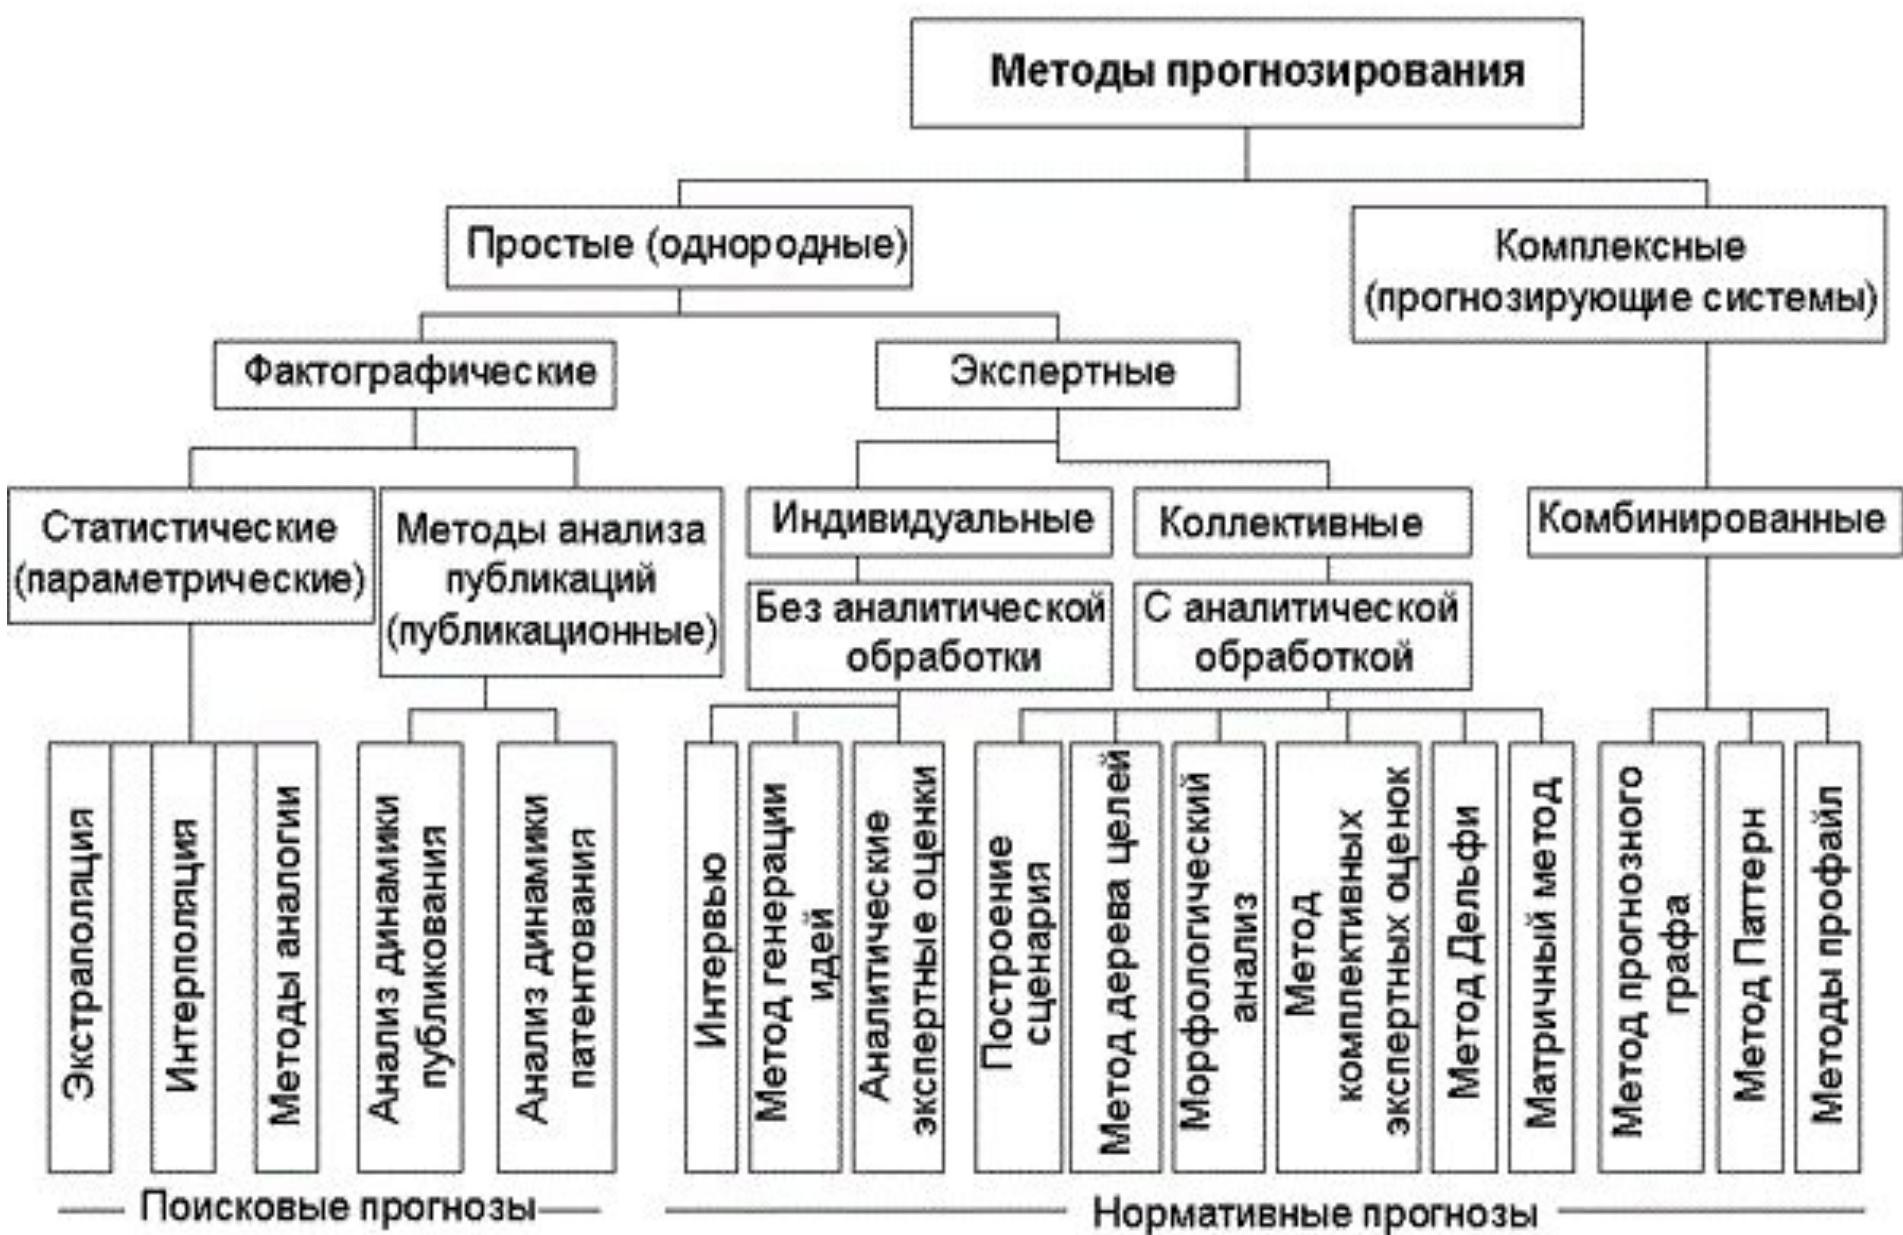 Методы прогнозирования
Простые (однородные)
Комплексные
(прогнозирующие системы)
Фактографические
Экспертные
Статистические
(параметрические)
Методы анализа
публикаций
(публикационные)
Индивидуальные
Коллективные
Комбинированные
Без аналитической
обработки
С аналитической
обработкой
Экстраполяция
Интерполяция
Методы аналогии
Анализ динамики
публикования
Анализ динамики
патентования
Интервью
Метод генерации
идей
Аналитические
экспертные оценки
Построение
сценария
Метод дерева целей
Морфологический
анализ
Метод
комплективных
экспертных оценок
Метод Дельфи
Матричный метод
Метод прогнозного
графа
Метод Паттерн
Методы профайл
Поисковые прогнозы
Нормативные прогнозы